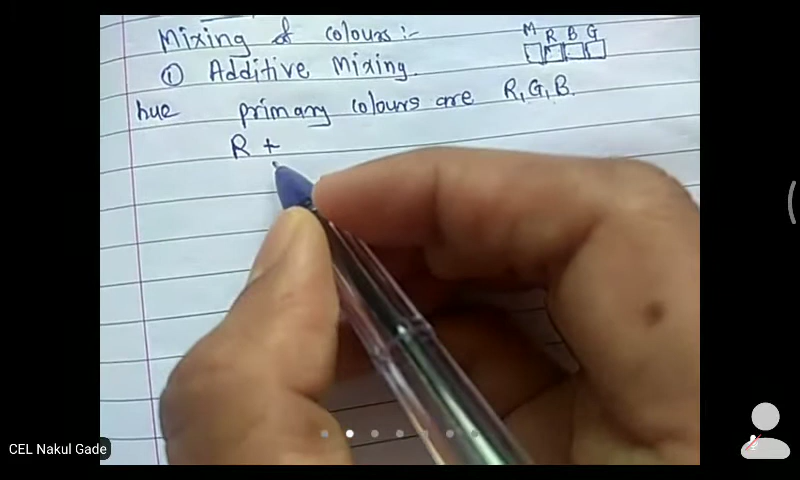 Mixing of colours :-
M R B G
① Additive Mixing.
hue primary colours are R, G, B.
R +
CEL Nakul Gade